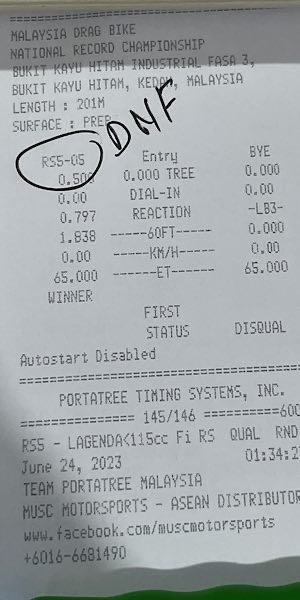 MALAYSIA DRAG BIKE
NATIONAL RECORD CHAMPIONSHIP
BUKIT KAYU HITAM INDUSTRIAL FASA 3,
BUKIT KAYU HITAM, KEDAH, MALAYSIA
LENGTH : 201M
SURFACE : PREP
DNF
RS5-05 Entry BYE
0.500 0.000 TREE 0.000
0.00 DIAL-IN 0.00
0.797 REACTION -LB3-
1.838 -----60FT----- 0.000
0.00 -----KM/H----- 0.00
65.000 ------ET------ 65.000
WINNER
FIRST
STATUS DISQUAL
Autostart Disabled
PORTATREE TIMING SYSTEMS, INC.
================ 145/146 ==========600
RS5 - LAGENDA<115cc Fi RS QUAL RND
June 24, 2023 01:34:2
TEAM PORTATREE MALAYSIA
MUSC MOTORSPORTS - ASEAN DISTRIBUTOR
www.facebook.com/muscmotorsports
+6016-6681490